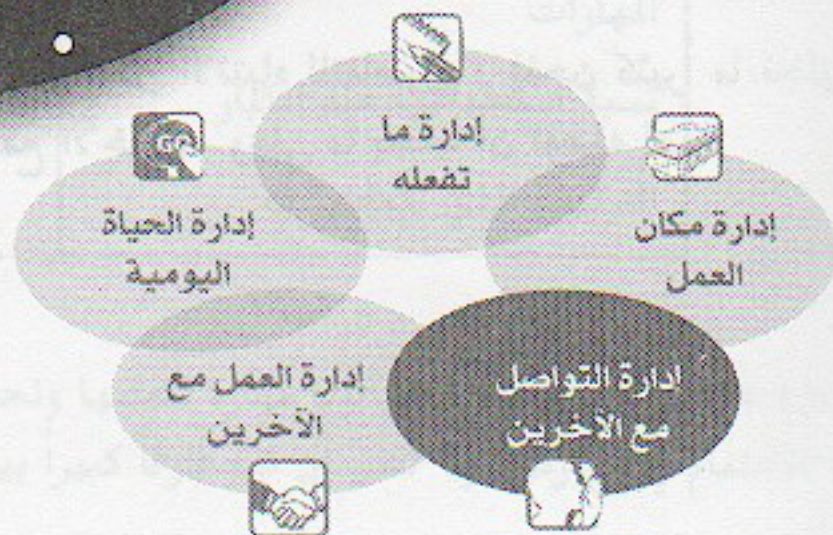 إدارة ما
تفعله
إدارة مكان
العمل
إدارة الحياة
اليومية
إدارة التواصل
مع الآخرين
إدارة العمل مع
الآخرين